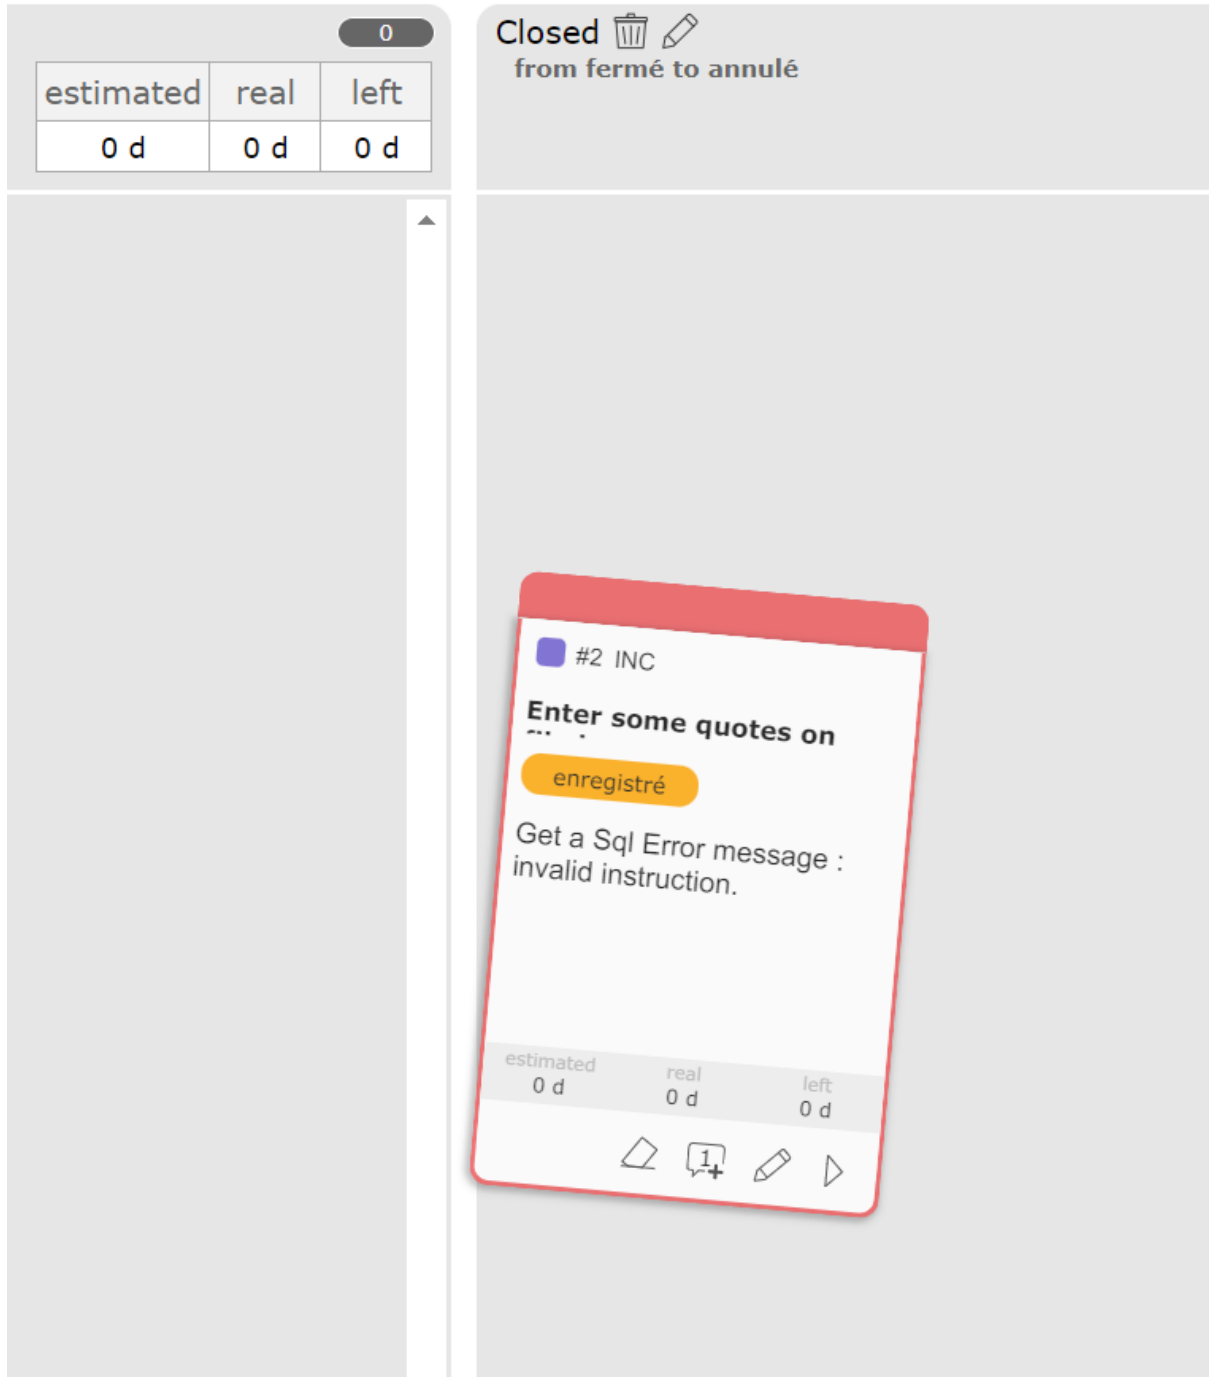 0
estimated real left
0 d 0 d 0 d
Closed
from fermé to annulé
#2 INC
Enter some quotes on
enregistré
Get a Sql Error message :
invalid instruction.
estimated real left
0 d 0 d 0 d
1